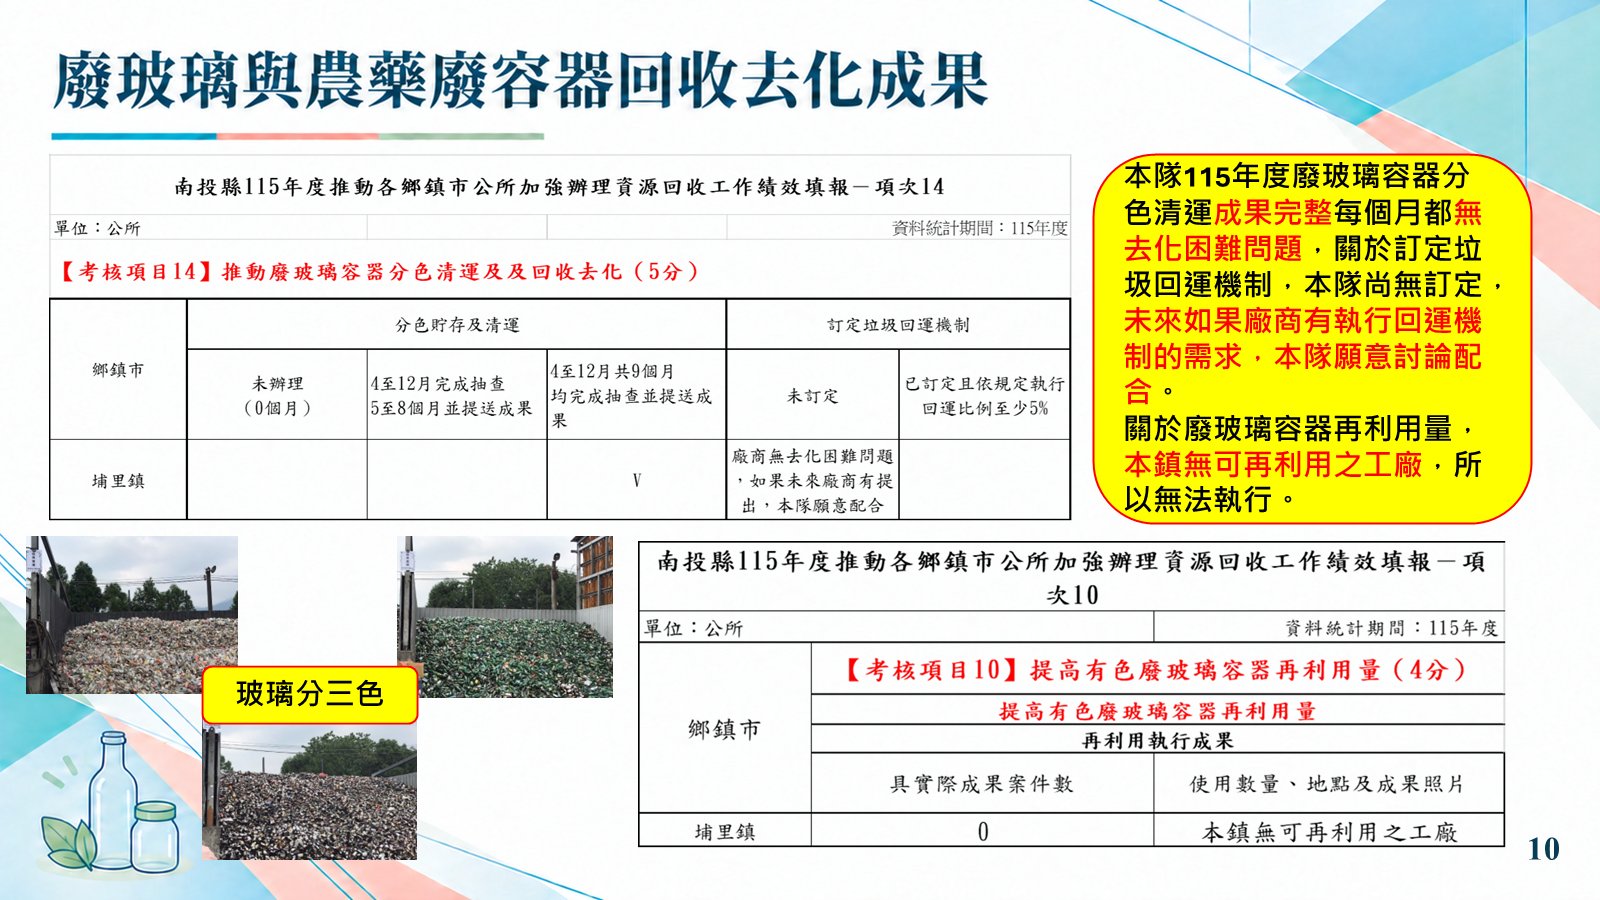 廢玻璃與農藥廢容器回收去化成果
南投縣115年度推動各鄉鎮市公所加強辦理資源回收工作績效填報－項次14
單位：公所
資料統計期間：115年度
【考核項目14】推動廢玻璃容器分色清運及及回收去化（5分）
鄉鎮市
分色貯存及清運
訂定垃圾回運機制
未辦理
（0個月）
4至12月完成抽查
5至8個月並提送成果
4至12月共9個月
均完成抽查並提送成
果
未訂定
已訂定且依規定執行
回運比例至少5%
埔里鎮
V
廠商無去化困難問題
，如果未來廠商有提
出，本隊願意配合
本隊115年度廢玻璃容器分
色清運成果完整每個月都無
去化困難問題，關於訂定垃
圾回運機制，本隊尚無訂定，
未來如果廠商有執行回運機
制的需求，本隊願意討論配
合。
關於廢玻璃容器再利用量，
本鎮無可再利用之工廠，所
以無法執行。
玻璃分三色
南投縣115年度推動各鄉鎮市公所加強辦理資源回收工作績效填報－項
次10
單位：公所
資料統計期間：115年度
鄉鎮市
【考核項目10】提高有色廢玻璃容器再利用量（4分）
提高有色廢玻璃容器再利用量
再利用執行成果
具實際成果案件數
使用數量、地點及成果照片
埔里鎮
0
本鎮無可再利用之工廠
10